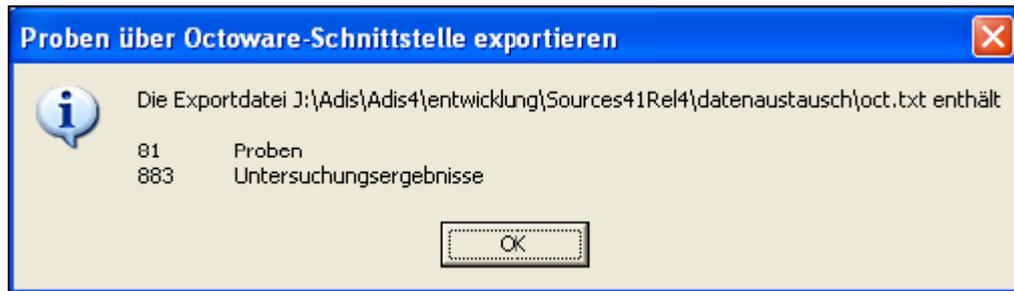 Proben über Octoware-Schnittstelle exportieren
Die Exportdatei J:\Adis\Adis4\entwicklung\Sources41Rel4\datenaustausch\oct.txt enthält
81 Proben
883 Untersuchungsergebnisse
OK